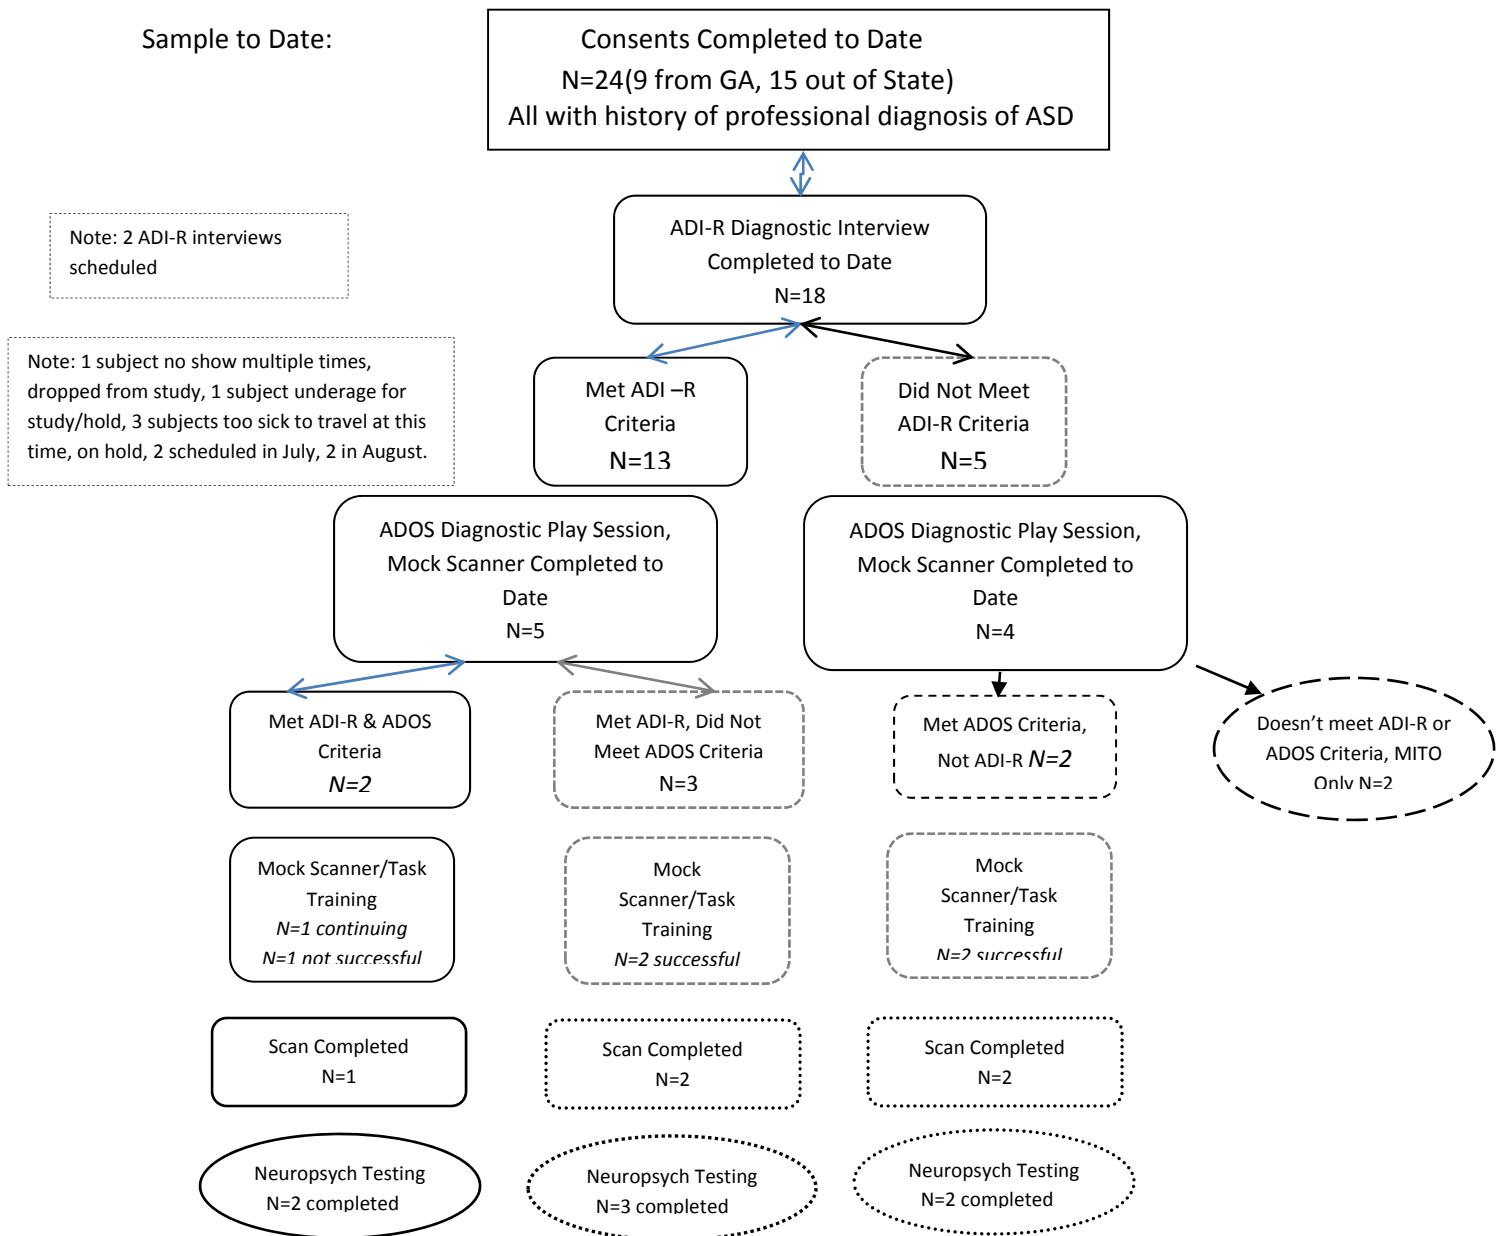 Sample to Date:
Consents Completed to Date
N=24(9 from GA, 15 out of State)
All with history of professional diagnosis of ASD
Note: 2 ADI-R interviews
scheduled
ADI-R Diagnostic Interview
Completed to Date
N=18
Note: 1 subject no show multiple times,
dropped from study, 1 subject underage for
study/hold, 3 subjects too sick to travel at this
time, on hold, 2 scheduled in July, 2 in August.
Met ADI –R
Criteria
N=13
Did Not Meet
ADI-R Criteria
N=5
ADOS Diagnostic Play Session,
Mock Scanner Completed to
Date
N=5
ADOS Diagnostic Play Session,
Mock Scanner Completed to
Date
N=4
Met ADI-R & ADOS
Criteria
N=2
Met ADI-R, Did Not
Meet ADOS Criteria
N=3
Met ADOS Criteria,
Not ADI-R N=2
Doesn't meet ADI-R or
ADOS Criteria, MITO
Only N=2
Mock Scanner/Task
Training
N=1 continuing
N=1 not successful
Mock
Scanner/Task
Training
N=2 successful
Mock
Scanner/Task
Training
N=2 successful
Scan Completed
N=1
Scan Completed
N=2
Scan Completed
N=2
Neuropsych Testing
N=2 completed
Neuropsych Testing
N=3 completed
Neuropsych Testing
N=2 completed